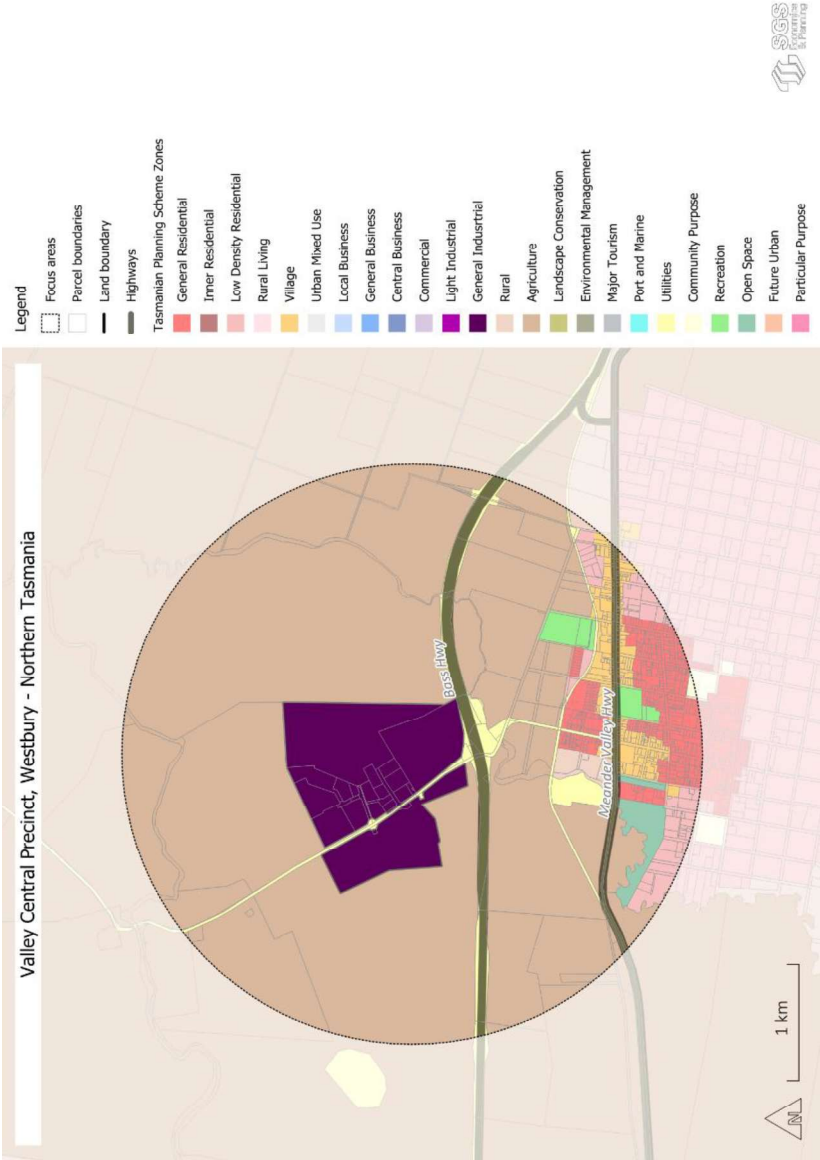 Valley Central Precinct, Westbury - Northern Tasmania
Bass Hwy
Meander Valley Hwy
1 km
N
Legend
Focus areas
Parcel boundaries
Land boundary
Highways
Tasmanian Planning Scheme Zones
General Residential
Inner Residential
Low Density Residential
Rural Living
Village
Urban Mixed Use
Local Business
General Business
Central Business
Commercial
Light Industrial
General Indusrtrial
Rural
Agriculture
Landscape Conservation
Environmental Management
Major Tourism
Port and Marine
Utilities
Community Purpose
Recreation
Open Space
Future Urban
Particular Purpose
SGS
Economics
& Planning